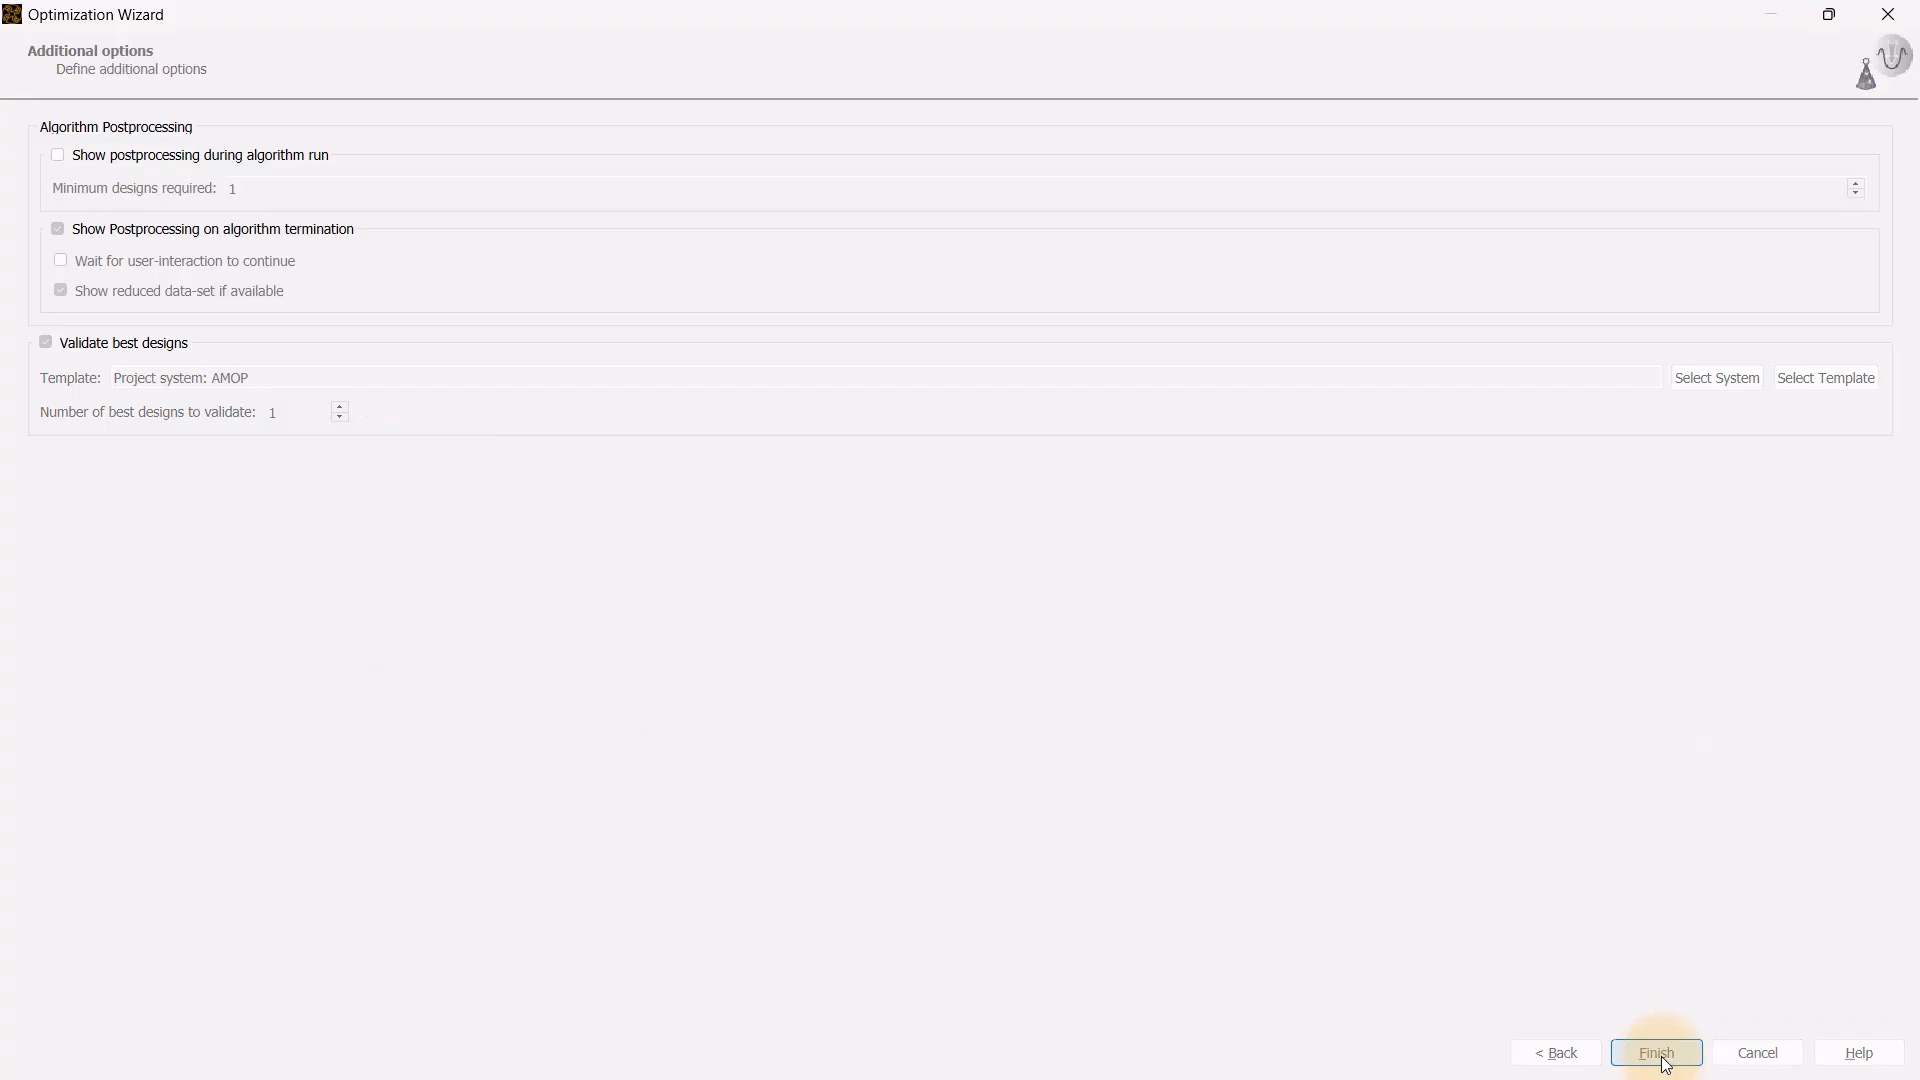 Optimization Wizard
Additional options
Define additional options
Algorithm Postprocessing
Show postprocessing during algorithm run
Minimum designs required: 1
Show Postprocessing on algorithm termination
Wait for user-interaction to continue
Show reduced data-set if available
Validate best designs
Template: Project system: AMOP Select System Select Template
Number of best designs to validate: 1
< Back Finish Cancel Help